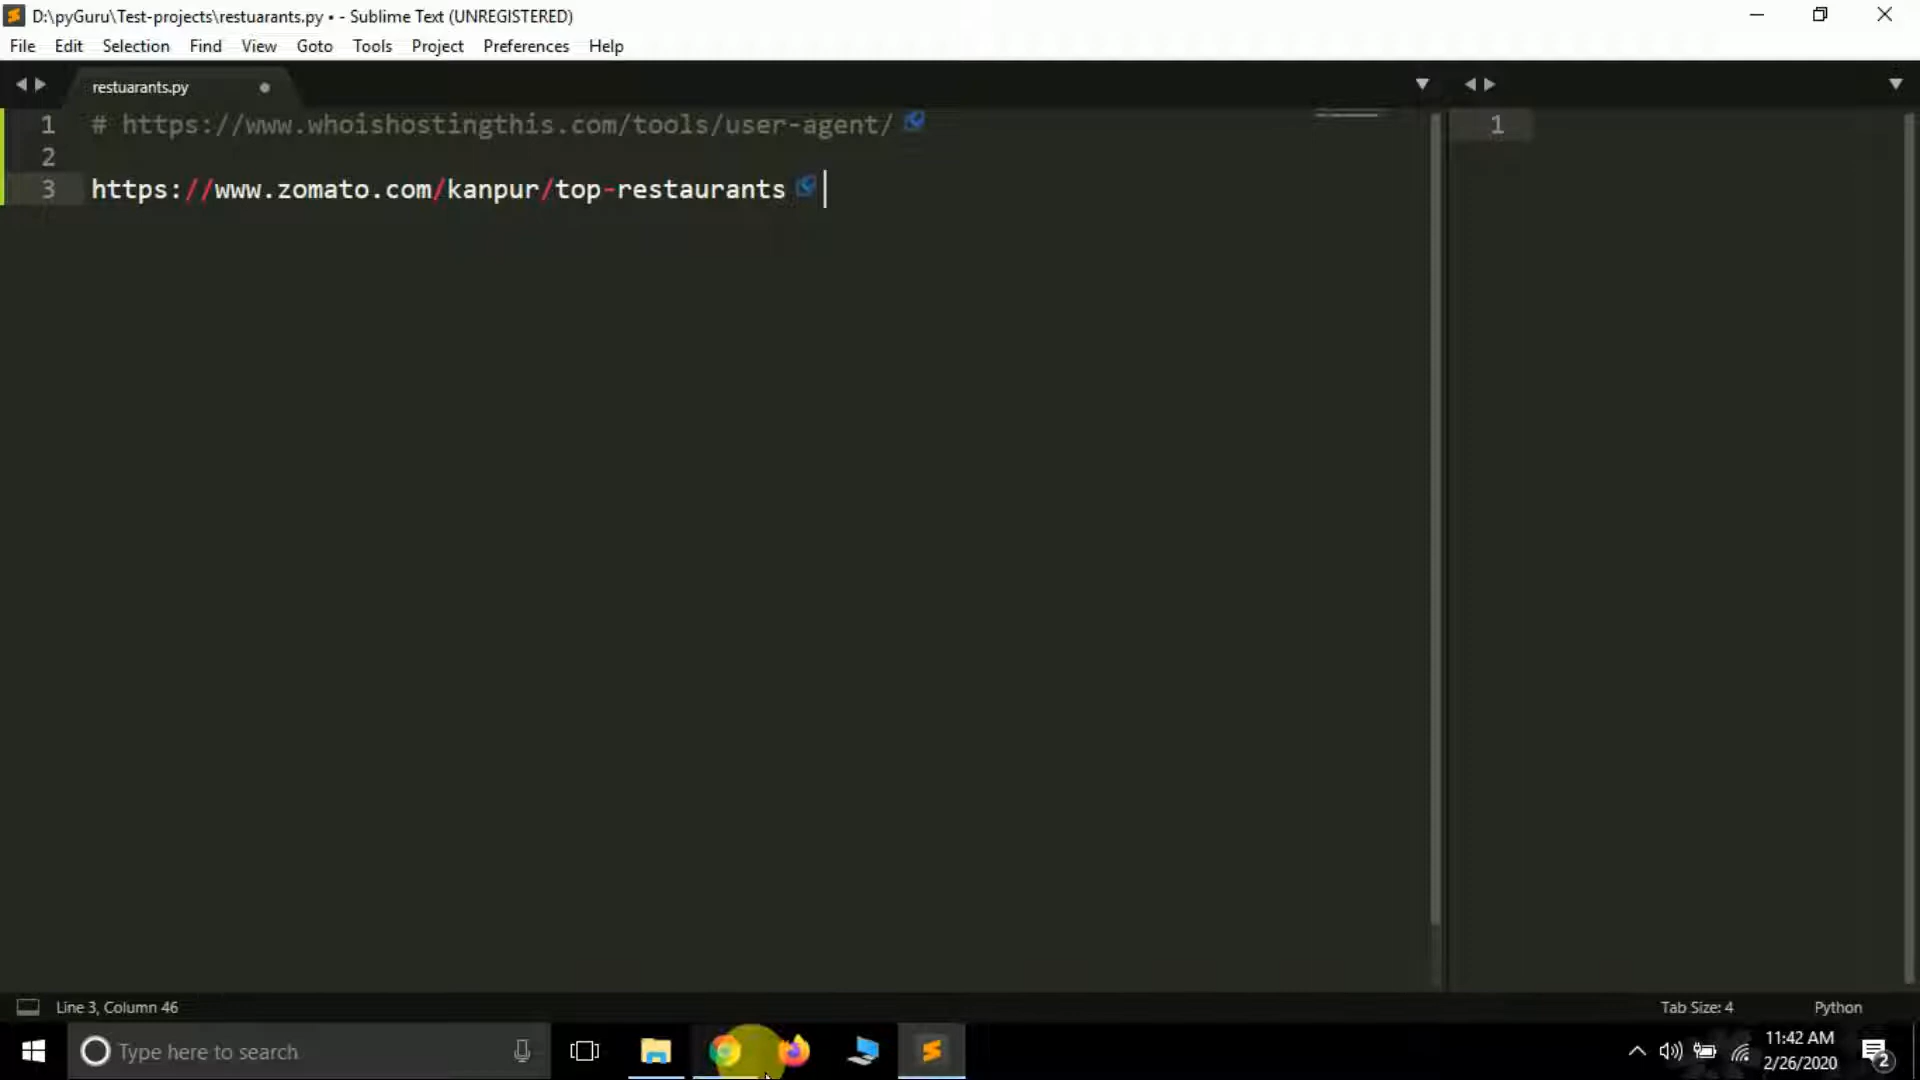 D:\pyGuru\Test-projects\restuarants.py • - Sublime Text (UNREGISTERED)
File Edit Selection Find View Goto Tools Project Preferences Help
restuarants.py
1 # https://www.whoishostingthis.com/tools/user-agent/
2
3 https://www.zomato.com/kanpur/top-restaurants
1
Line 3, Column 46
Tab Size: 4
Python
Type here to search
11:42 AM
2/26/2020
2